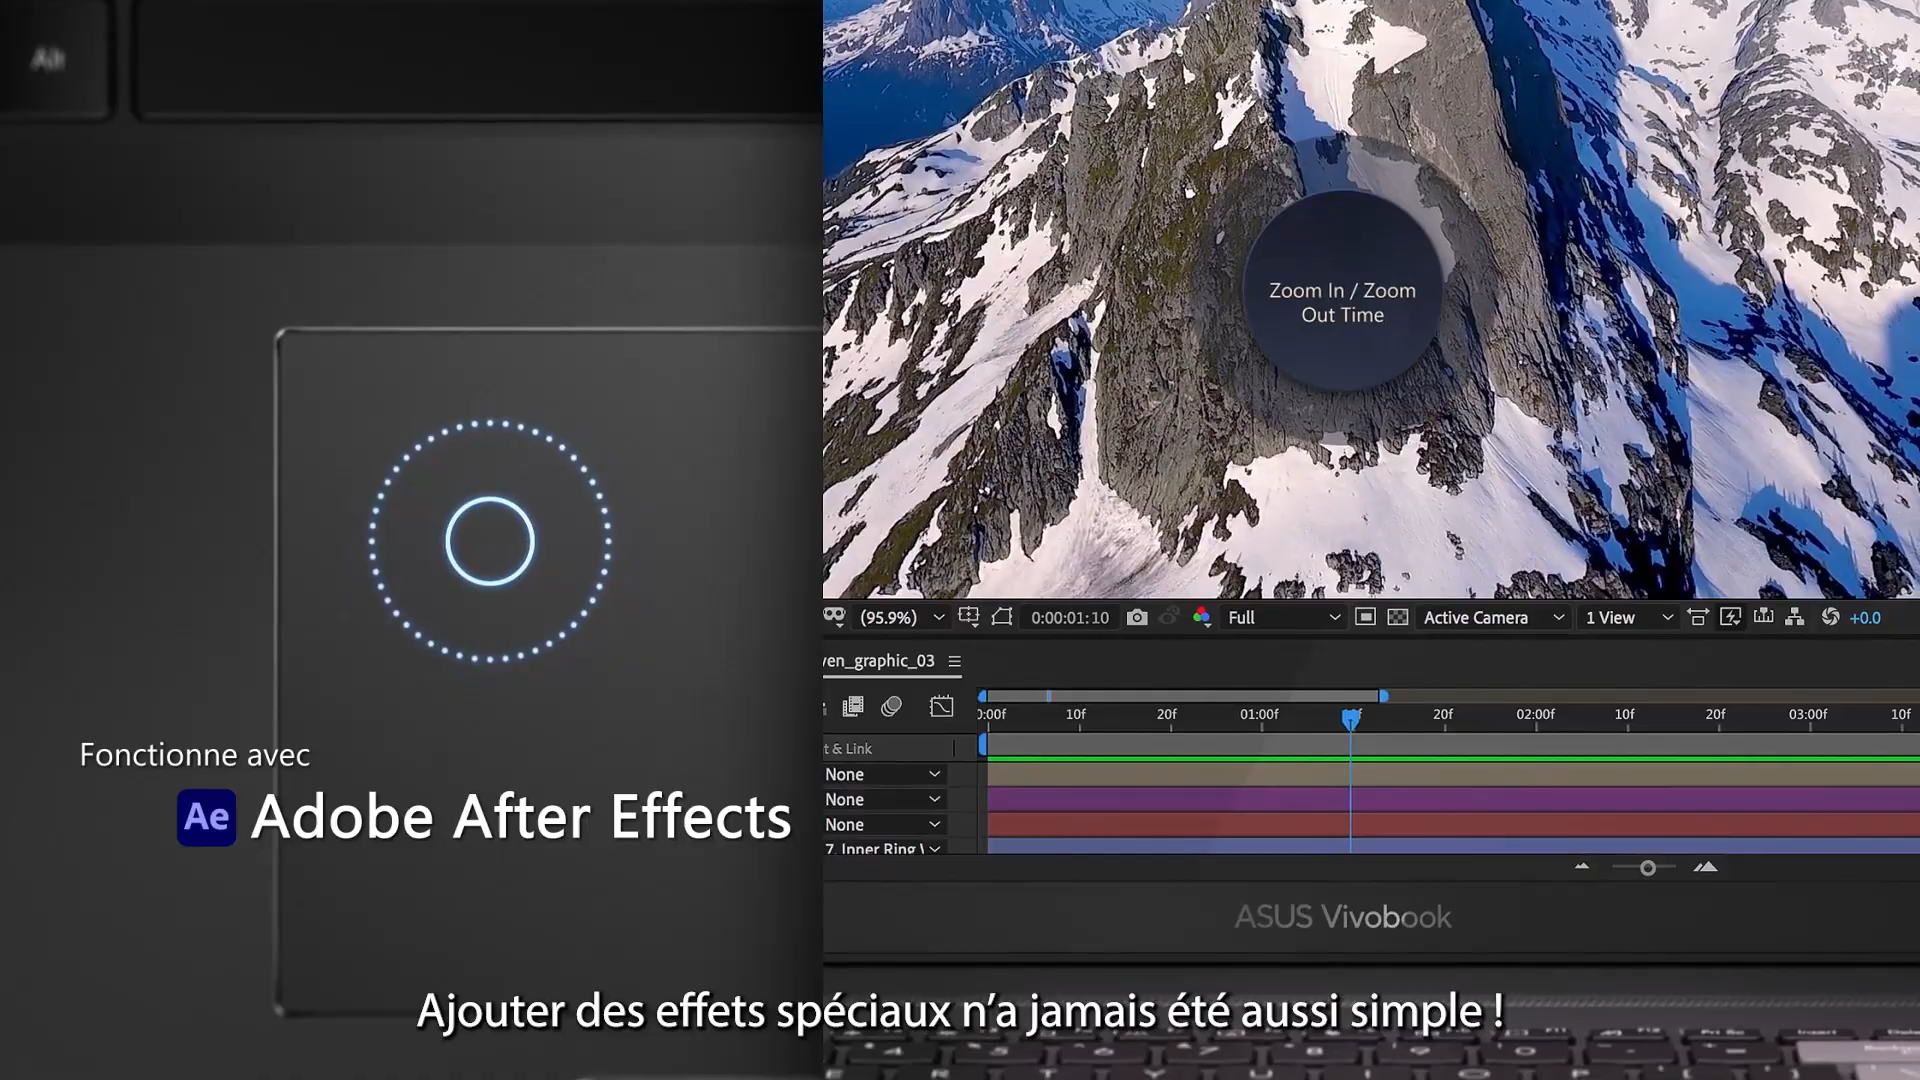 Alt
Zoom In / Zoom
Out Time
(95.9%)
0:00:01:10
Full
Active Camera
1 View
+0.0
ven_graphic_03
0:00f 10f 20f 01:00f 20f 02:00f 10f 20f 03:00f 10f
t & Link
None
None
None
7. Inner Ring
Fonctionne avec
Ae Adobe After Effects
ASUS Vivobook
Ajouter des effets spéciaux n’a jamais été aussi simple !